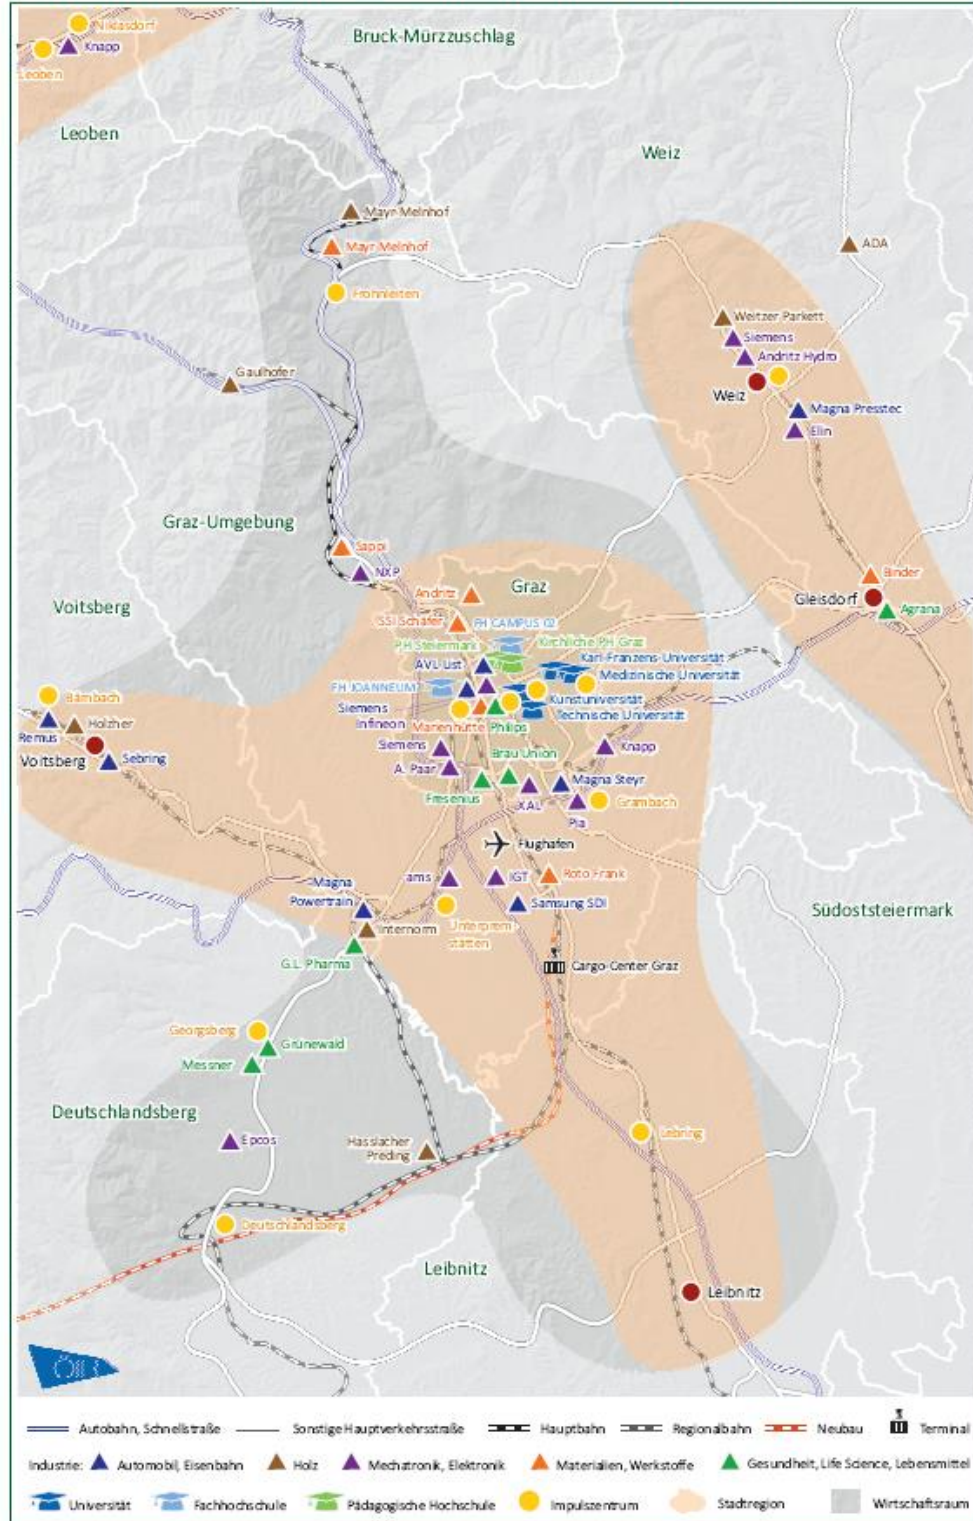 Niklasdorf
Knapp
Leoben
Bruck-Mürzzuschlag
Leoben
Weiz
Mayr Melnhof
Mayr Melnhof
ADA
Frohnleiten
Weitzer Parkett
Siemens
Andritz Hydro
Gaulhofer
Weiz
Magna Presstec
Elin
Graz-Umgebung
Sappi
NXP
Binder
Graz
Andritz
Gleisdorf
Voitsberg
Agrana
SSI Schäfer
FH CAMPUS 02
PH Steiermark
Kirchliche PH Graz
AVL List
Karl-Franzens-Universität
Medizinische Universität
FH JOANNEUM
Bärnbach
Kunstuniversität
Siemens
Technische Universität
Infineon
Marienhütte
Philips
Holzher
Remus
Siemens
Knapp
Voitsberg
Sebring
Brau Union
A. Paar
Magna Steyr
Fresenius
XAL
Grambach
Pia
Flughafen
ams
IGT
Roto Frank
Magna
Powertrain
Samsung SDI
Südoststeiermark
Internorm
Unterprem
stätten
G.L. Pharma
Cargo-Center Graz
Georgsberg
Grünewald
Messner
Deutschlandsberg
Epcos
Lebring
Hasslacher
Preding
Deutschlandsberg
Leibnitz
Leibnitz
Autobahn, Schnellstraße
Sonstige Hauptverkehrsstraße
Hauptbahn
Regionalbahn
Neubau
Terminal
Industrie:
Automobil, Eisenbahn
Holz
Mechatronik, Elektronik
Materialien, Werkstoffe
Gesundheit, Life Science, Lebensmittel
Universität
Fachhochschule
Pädagogische Hochschule
Impulszentrum
Stadtregion
Wirtschaftsraum